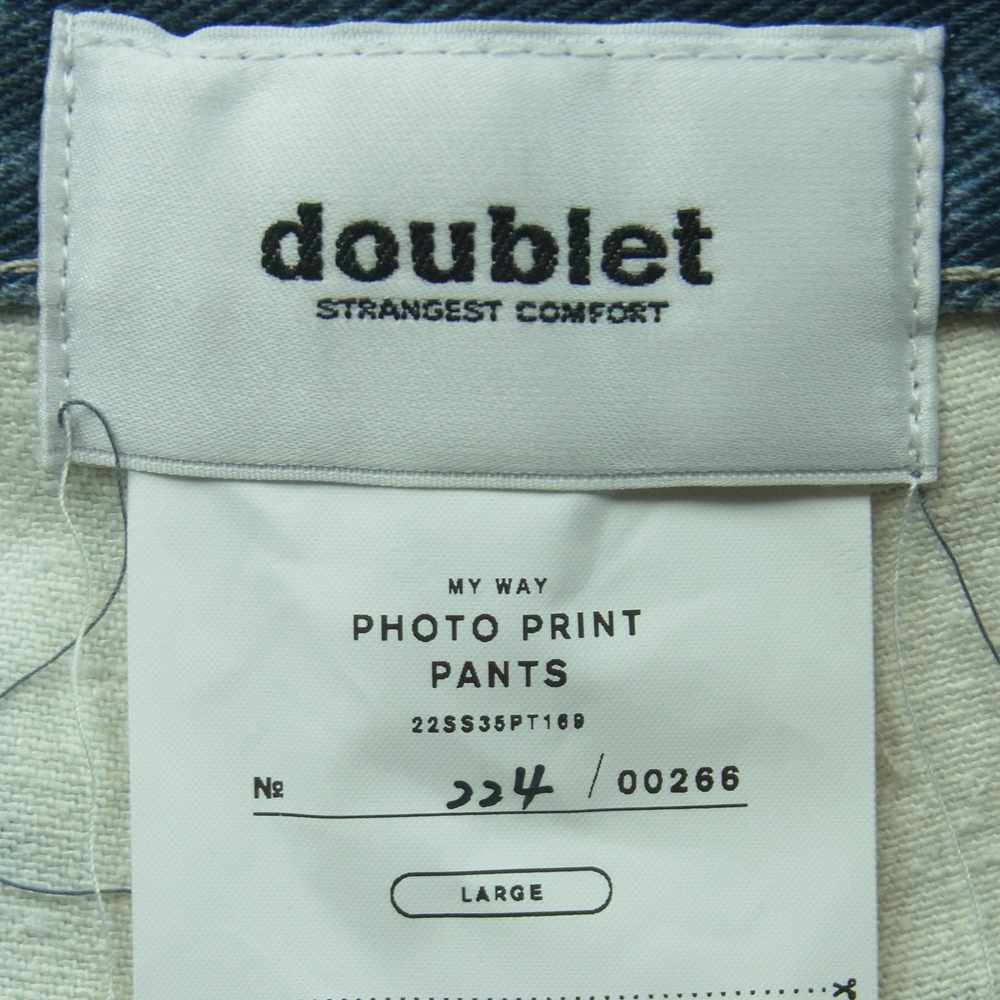 doublet
STRANGEST COMFORT
MY WAY
PHOTO PRINT
PANTS
22SS35PT169
№ 224 / 00266
LARGE